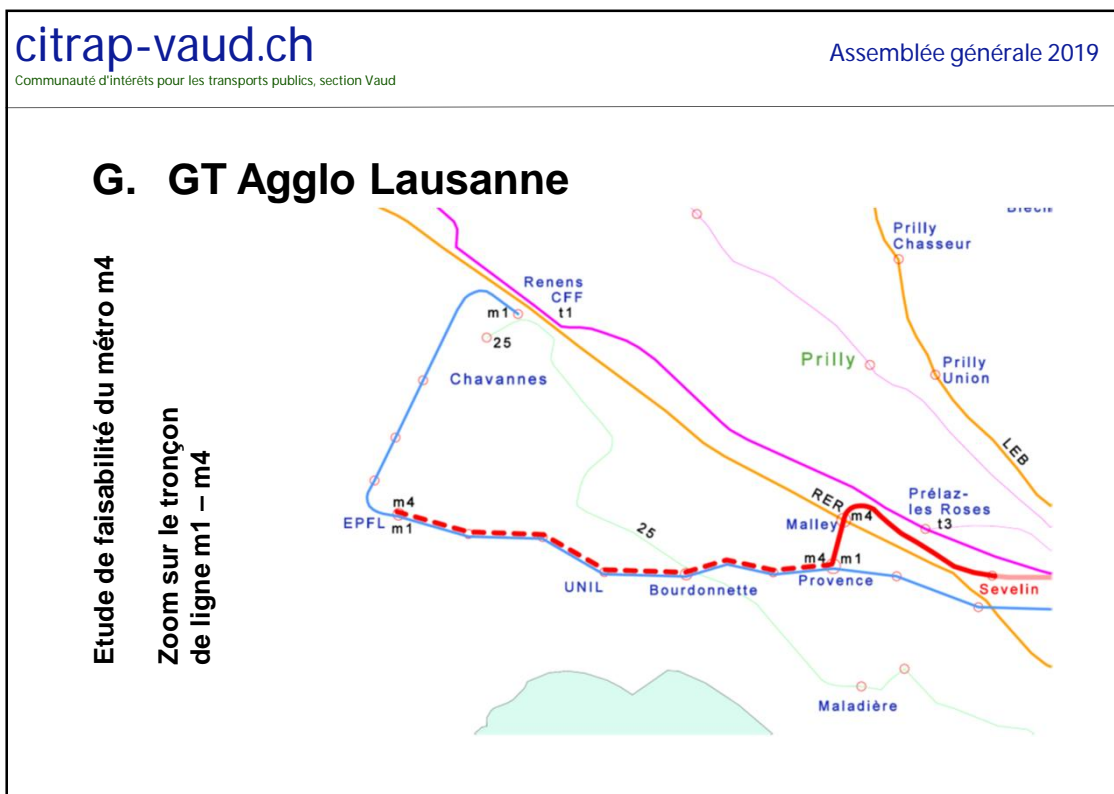 citrap-vaud.ch
Communauté d'intérêts pour les transports publics, section Vaud
Assemblée générale 2019
G. GT Agglo Lausanne
Etude de faisabilité du métro m4
Zoom sur le tronçon
de ligne m1 – m4
Prilly
Chasseur
Renens
CFF
m1
t1
25
Chavannes
Prilly
Prilly
Union
LEB
RER
Prélaz-
les Roses
t3
m4
Malley
m4
EPFL
m1
25
m4
m1
UNIL
Bourdonnette
Provence
Sevelin
Maladière